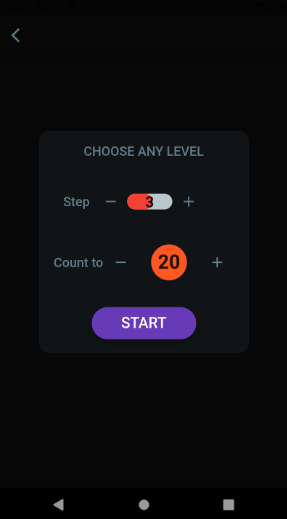 CHOOSE ANY LEVEL
Step − 3 +
Count to − 20 +
START